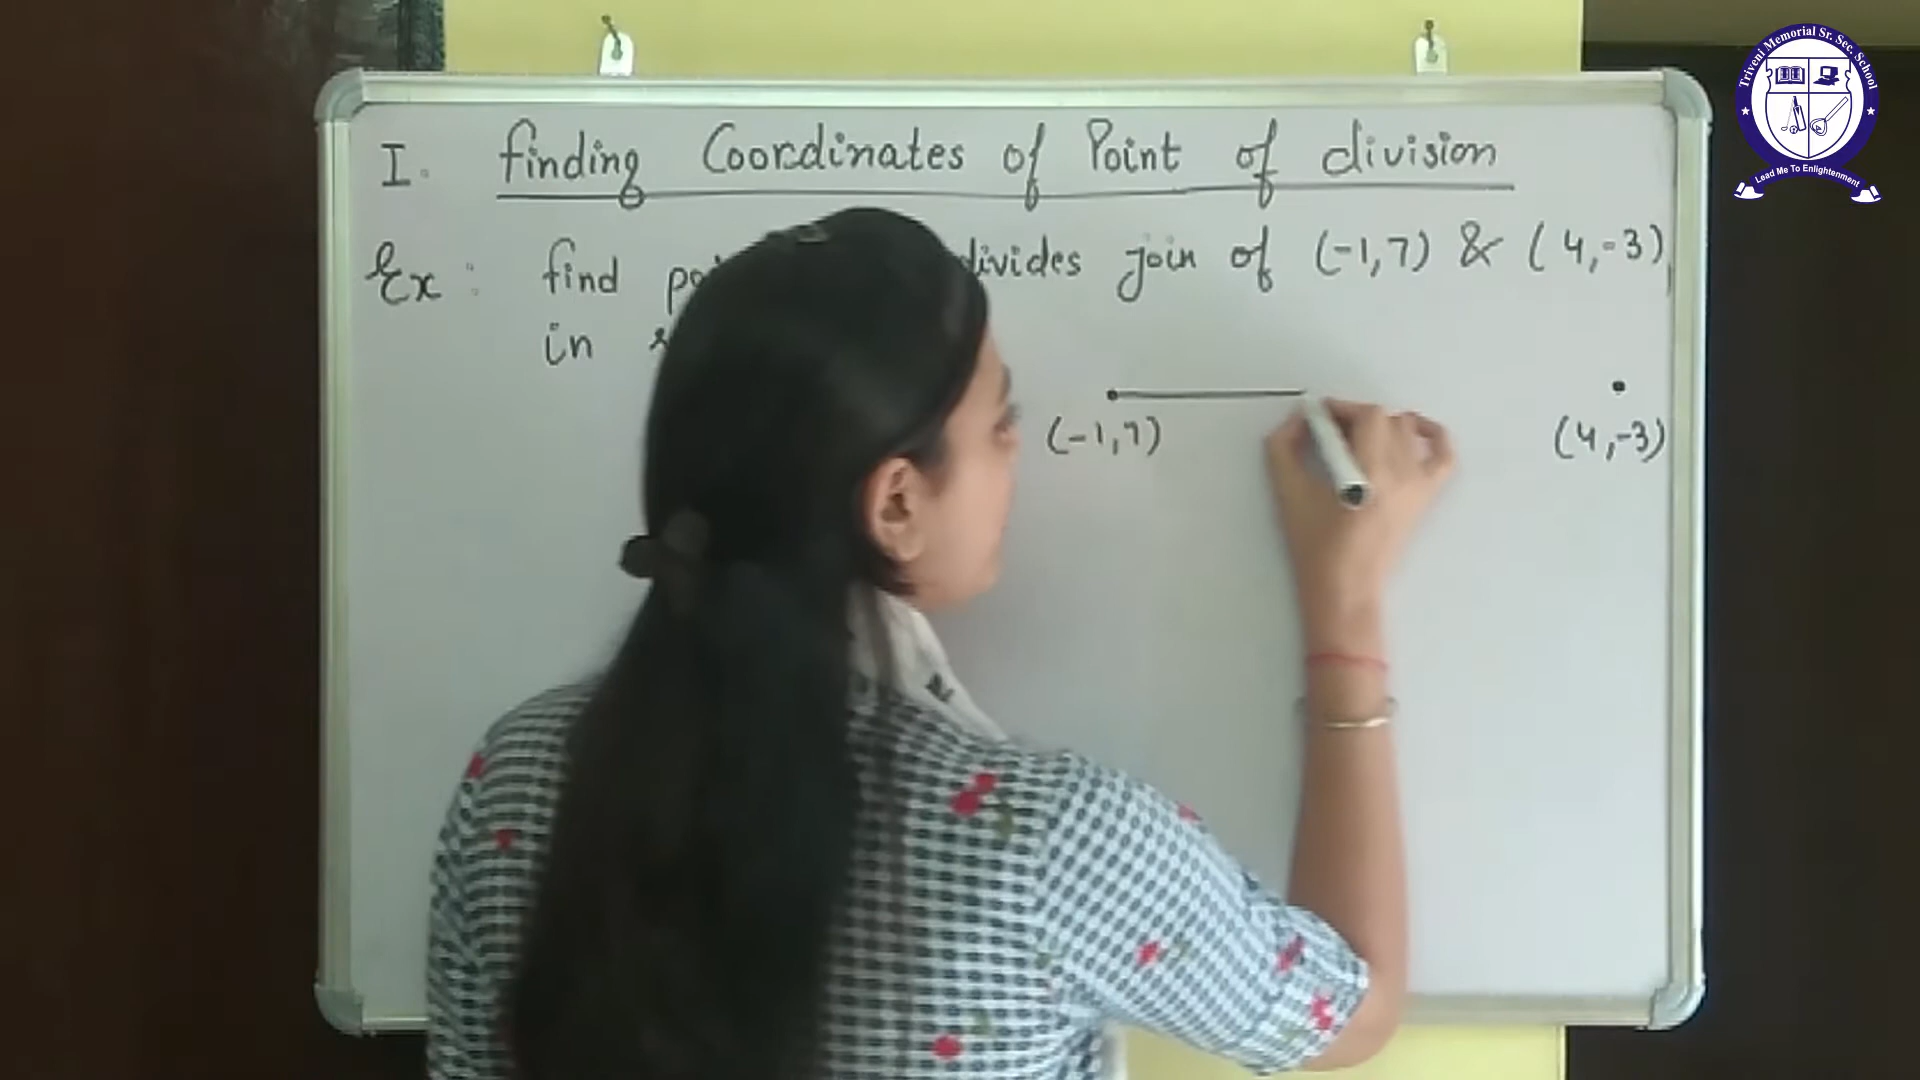 I. finding Coordinates of Point of division
Ex : find divides join of (-1,7) & (4,-3),
in
(-1,7) (4,-3)
Triveni Memorial Sr. Sec. School
Lead Me To Enlightenment